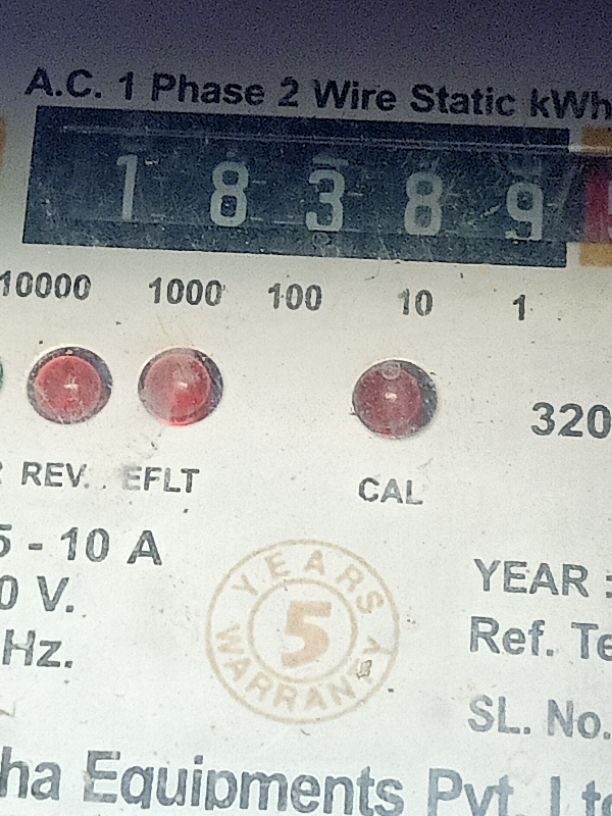 A.C. 1 Phase 2 Wire Static kWh
1 8 3 8 9
10000 1000 100 10 1
320
REV. EFLT CAL
5 - 10 A
0 V.
Hz.
YEARS
5
WARRANTY
YEAR :
Ref. Te
SL. No.
ha Equipments Pvt. Ltd